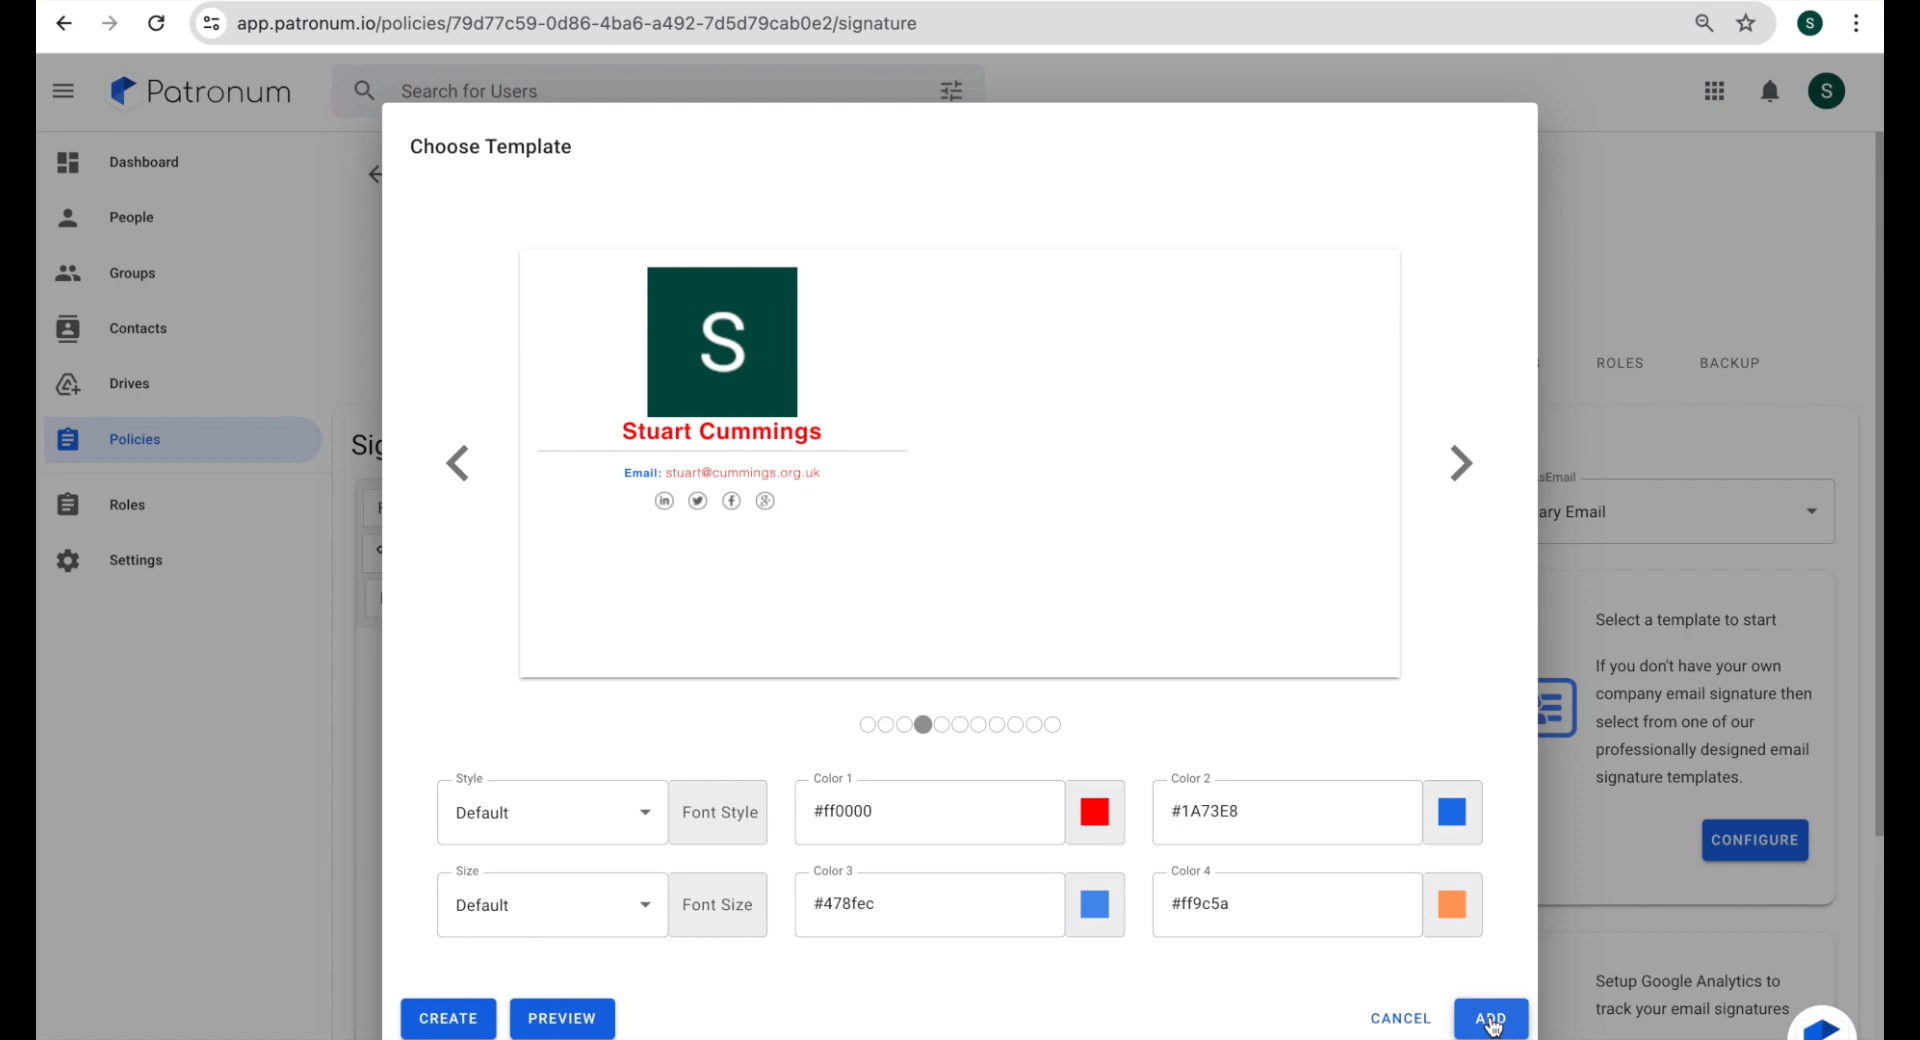 app.patronum.io/policies/79d77c59-0d86-4ba6-a492-7d5d79cab0e2/signature
S
Patronum
Search for Users
S
Dashboard
People
Groups
Contacts
Drives
Policies
Roles
Settings
Choose Template
S
Stuart Cummings
Email: stuart@cummings.org.uk
in
Style
Default
Font Style
Color 1
#ff0000
Color 2
#1A73E8
Size
Default
Font Size
Color 3
#478fec
Color 4
#ff9c5a
CREATE
PREVIEW
CANCEL
ADD
ROLES
BACKUP
sEmail
ary Email
Select a template to start
If you don't have your own
company email signature then
select from one of our
professionally designed email
signature templates.
CONFIGURE
Setup Google Analytics to
track your email signatures